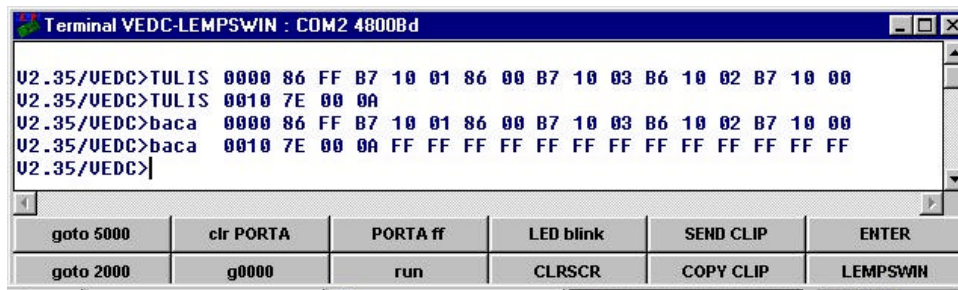 Terminal VEDC-LEMPSWIN : COM2 4800Bd
V2.35/VEDC>TULIS 0000 86 FF B7 10 01 86 00 B7 10 03 B6 10 02 B7 10 00
V2.35/VEDC>TULIS 0010 7E 00 0A
V2.35/VEDC>baca 0000 86 FF B7 10 01 86 00 B7 10 03 B6 10 02 B7 10 00
V2.35/VEDC>baca 0010 7E 00 0A FF FF FF FF FF FF FF FF FF FF FF FF FF
V2.35/VEDC>
goto 5000 clr PORTA PORTA ff LED blink SEND CLIP ENTER
goto 2000 g0000 run CLRSCR COPY CLIP LEMPSWIN